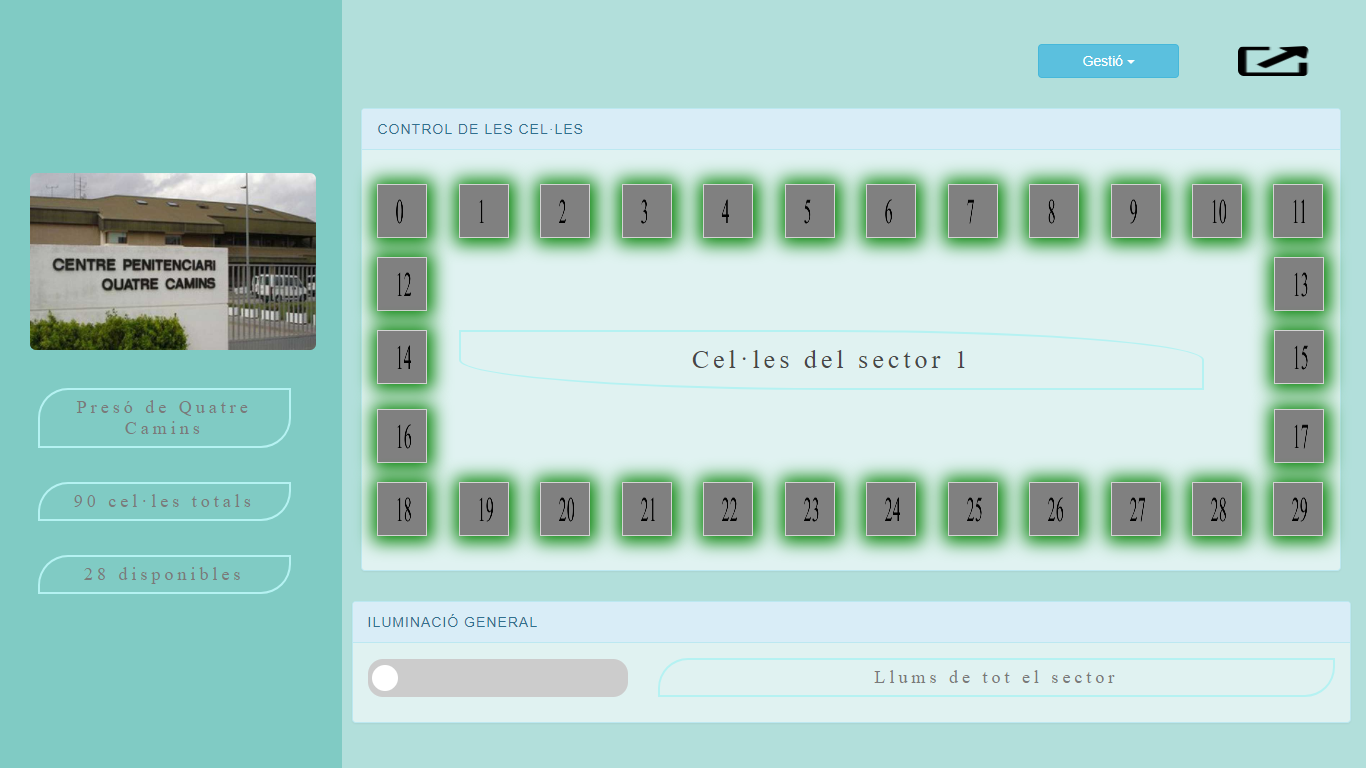 Gestió
CONTROL DE LES CEL·LES
0 1 2 3 4 5 6 7 8 9 10 11
12 13
14 Cel·les del sector 1 15
16 17
18 19 20 21 22 23 24 25 26 27 28 29
CENTRE PENITENCIARI
QUATRE CAMINS
Presó de Quatre
Camins
90 cel·les totals
28 disponibles
ILUMINACIÓ GENERAL
Llums de tot el sector